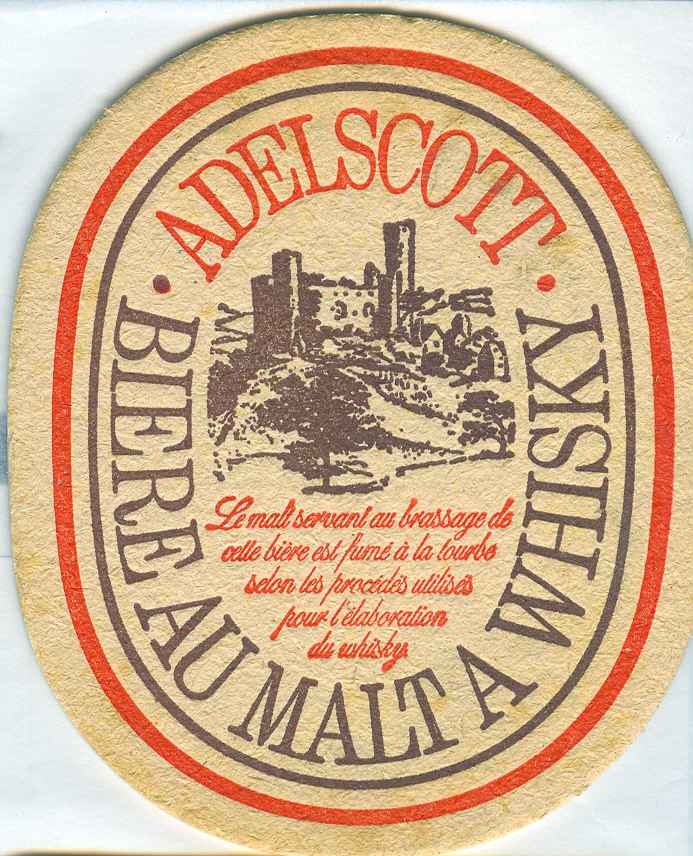 • ADELSCOTT •
BIERE AU MALT A WHISKY
Le malt servant au brassage de
cette bière est fumé à la tourbe
selon les procédés utilisés
pour l'élaboration
du whisky